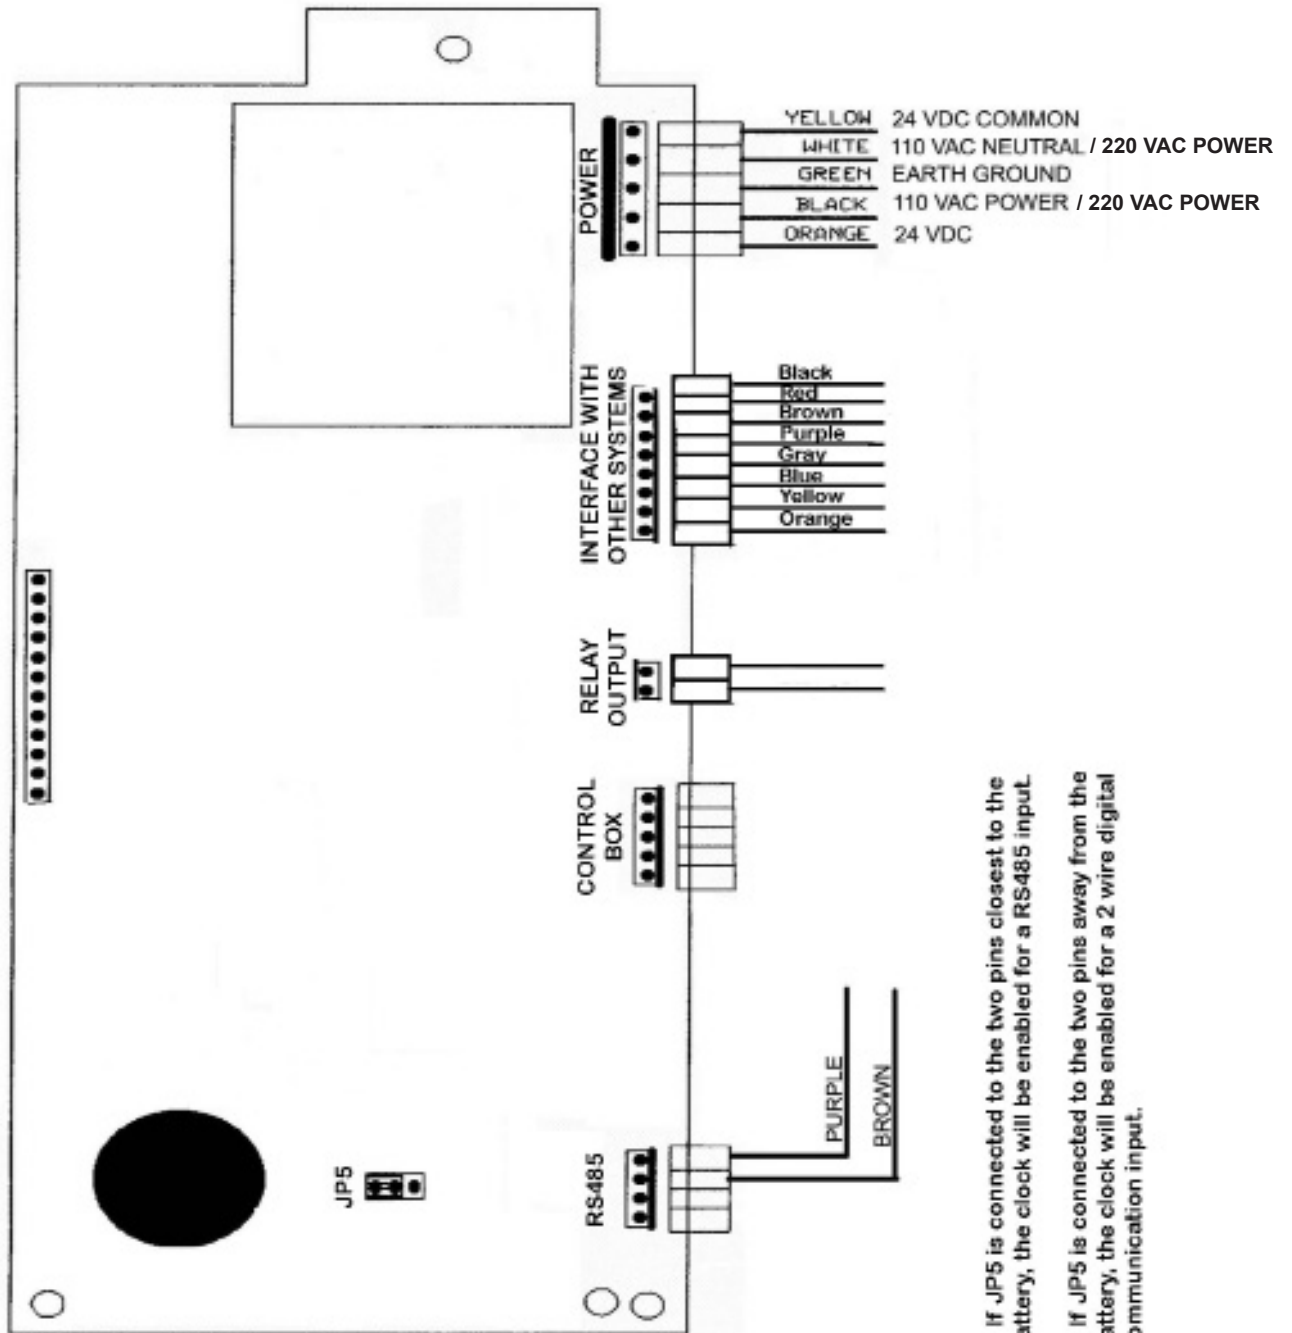 POWER
YELLOW 24 VDC COMMON
WHITE 110 VAC NEUTRAL / 220 VAC POWER
GREEN EARTH GROUND
BLACK 110 VAC POWER / 220 VAC POWER
ORANGE 24 VDC
INTERFACE WITH
OTHER SYSTEMS
Black
Red
Brown
Purple
Gray
Blue
Yellow
Orange
RELAY
OUTPUT
CONTROL
BOX
PURPLE
BROWN
JP5
RS485
If JP5 is connected to the two pins closest to the
attery, the clock will be enabled for a RS485 input.
If JP5 is connected to the two pins away from the
attery, the clock will be enabled for a 2 wire digital
ommunication input.